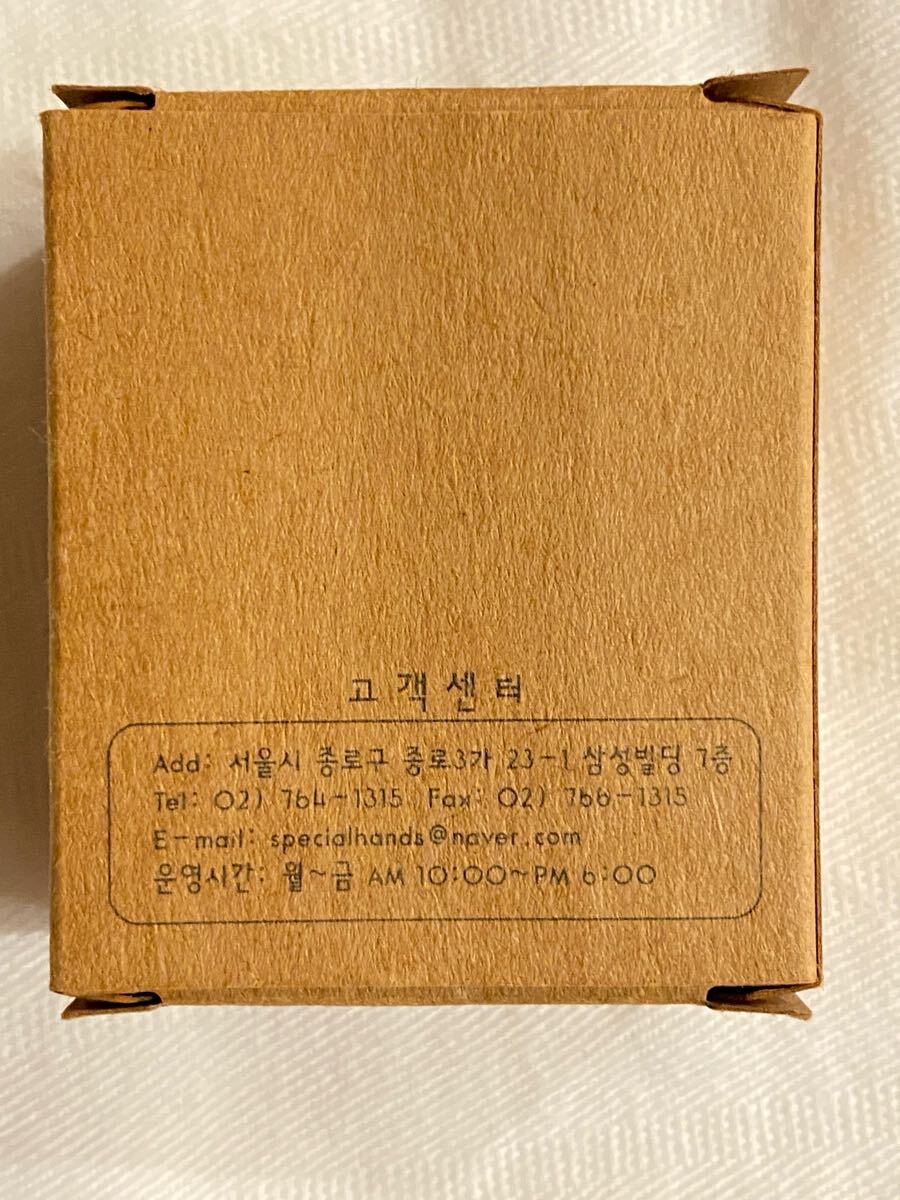 고객센터
Add: 서울시 종로구 종로3가 23-1 삼성빌딩 7층
Tel: 02) 764-1315 Fax: 02) 766-1315
E-mail: specialhands@naver.com
운영시간: 월~금 AM 10:00~PM 6:00